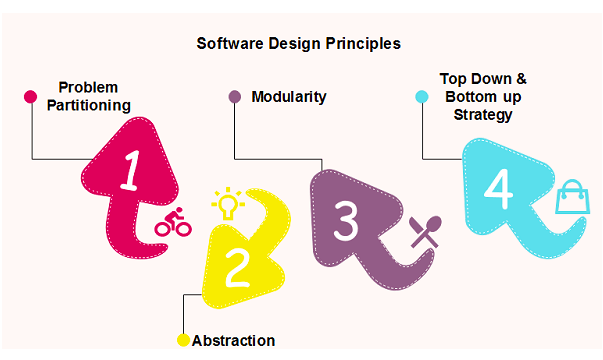 Software Design Principles
Problem
Partitioning
1
Abstraction
2
Modularity
3
Top Down &
Bottom up
Strategy
4